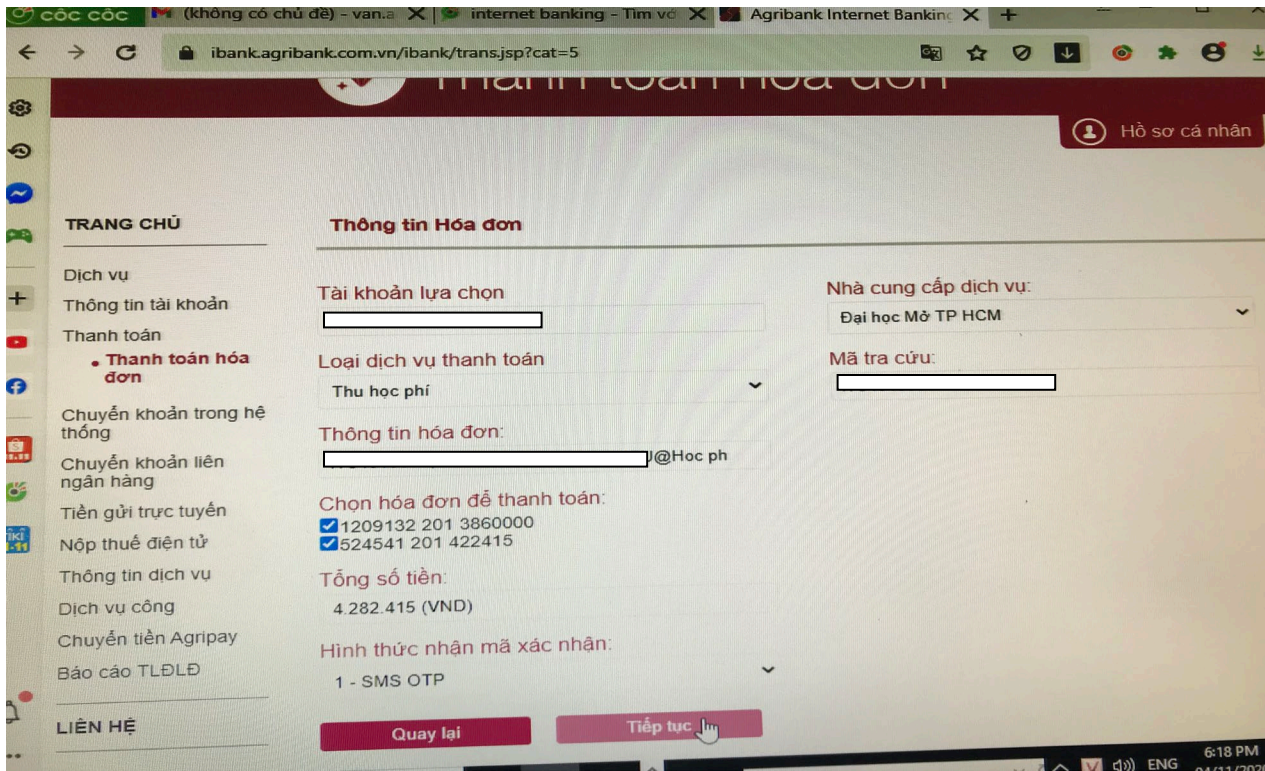 cốc cốc
(không có chủ đề) - van.a
internet banking - Tìm vớ
Agribank Internet Banking
ibank.agribank.com.vn/ibank/trans.jsp?cat=5
Thanh toán hóa đơn
Hồ sơ cá nhân
TRANG CHỦ
Dịch vụ
Thông tin tài khoản
Thanh toán
Thanh toán hóa
đơn
Chuyển khoản trong hệ
thống
Chuyển khoản liên
ngân hàng
Tiền gửi trực tuyến
Nộp thuế điện tử
Thông tin dịch vụ
Dịch vụ công
Chuyển tiền Agripay
Báo cáo TLĐLĐ
LIÊN HỆ
Thông tin Hóa đơn
Tài khoản lựa chọn
Nhà cung cấp dịch vụ:
Đại học Mở TP HCM
Loại dịch vụ thanh toán
Thu học phí
Mã tra cứu:
Thông tin hóa đơn:
@Hoc ph
Chọn hóa đơn để thanh toán:
1209132 201 3860000
524541 201 422415
Tổng số tiền:
4.282.415 (VND)
Hình thức nhận mã xác nhận:
1 - SMS OTP
Quay lại
Tiếp tục
6:18 PM
ENG